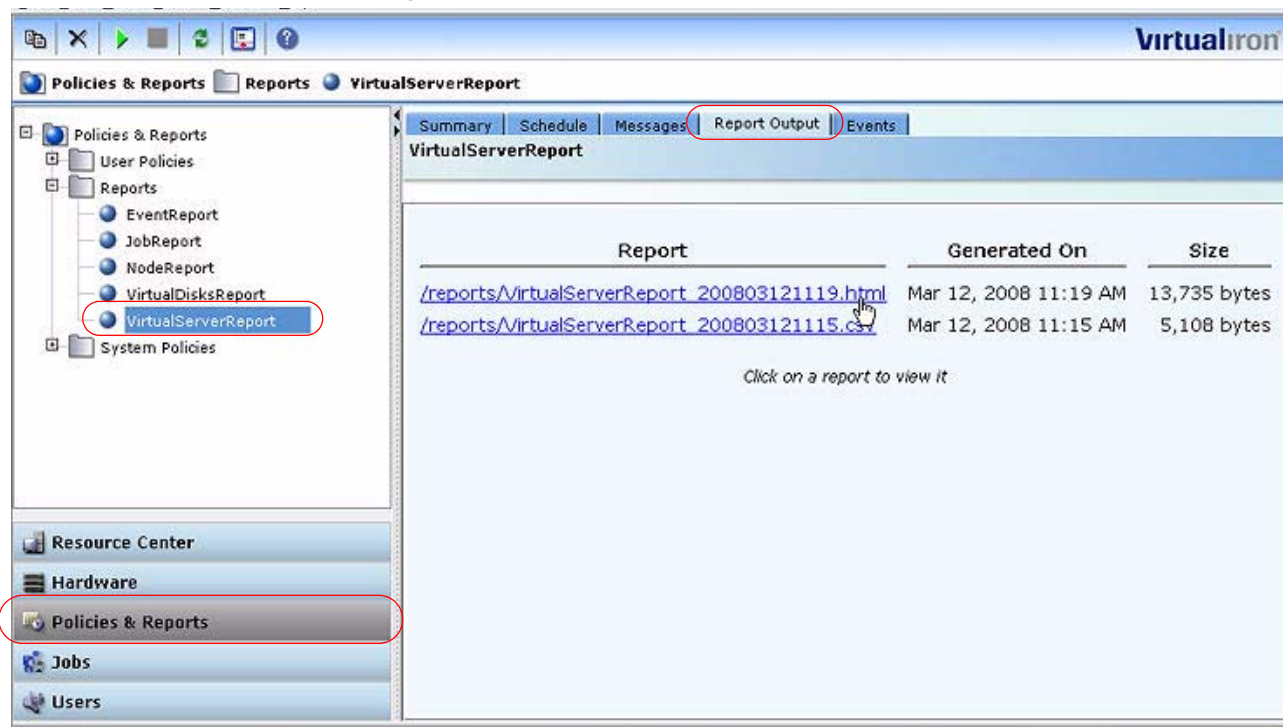 Virtualiron
Policies & Reports Reports VirtualServerReport
Policies & Reports
User Policies
Reports
EventReport
JobReport
NodeReport
VirtualDisksReport
VirtualServerReport
System Policies
Resource Center
Hardware
Policies & Reports
Jobs
Users
Summary Schedule Messages Report Output Events
VirtualServerReport
Report Generated On Size
/reports/VirtualServerReport_200803121119.html Mar 12, 2008 11:19 AM 13,735 bytes
/reports/VirtualServerReport_200803121115.csv Mar 12, 2008 11:15 AM 5,108 bytes
Click on a report to view it